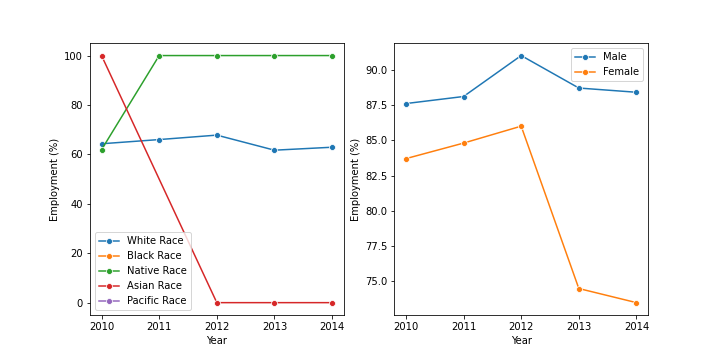 100
80
60
40
20
0
Employment (%)
White Race
Black Race
Native Race
Asian Race
Pacific Race
2010 2011 2012 2013 2014
Year
90.0
87.5
85.0
82.5
80.0
77.5
75.0
Employment (%)
Male
Female
2010 2011 2012 2013 2014
Year